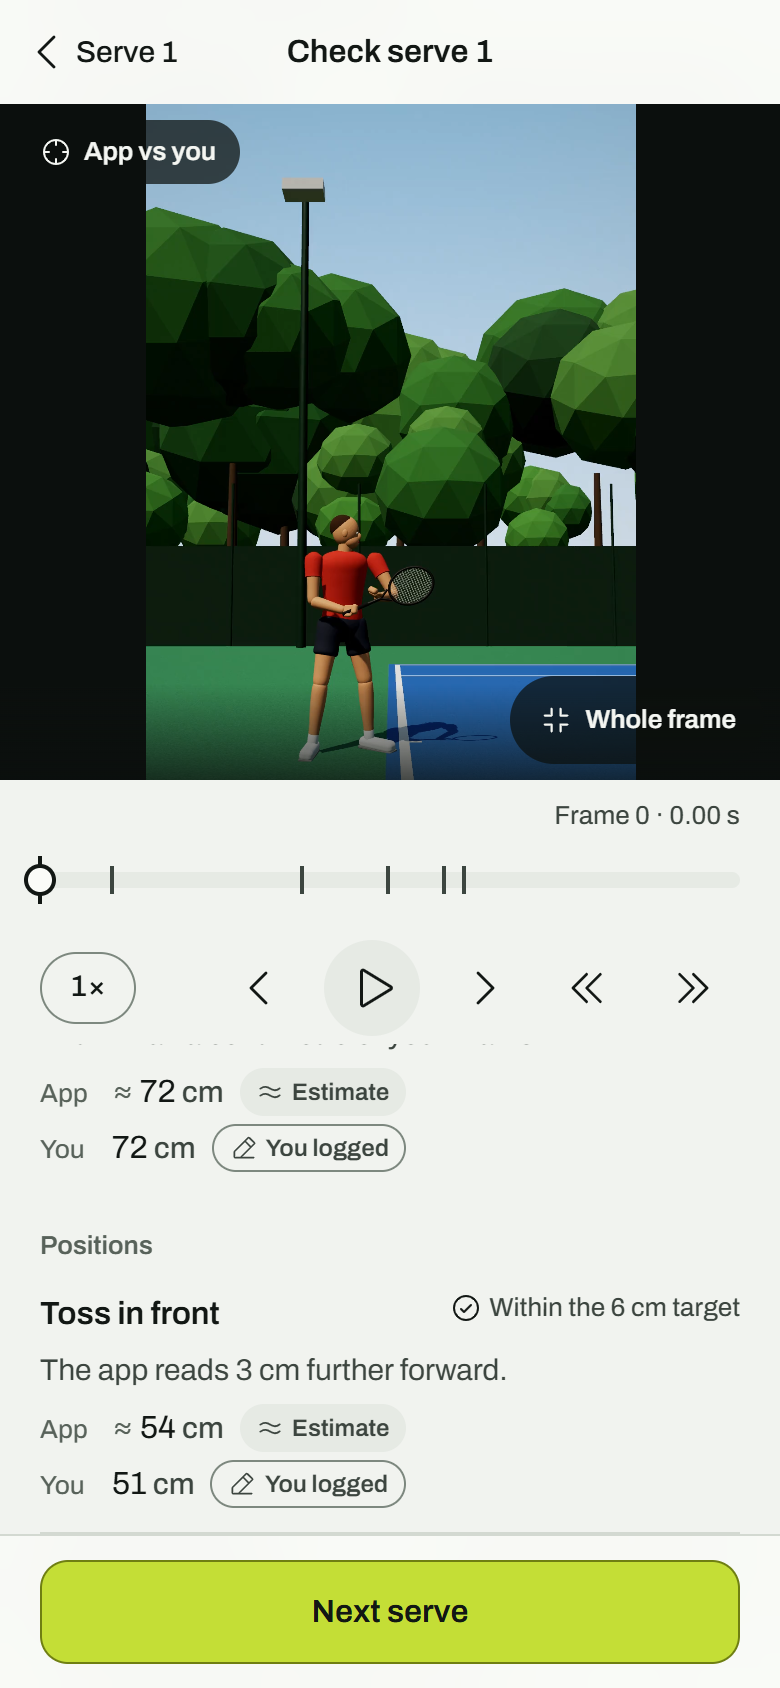 Serve 1
Check serve 1
App vs you
Whole frame
Frame 0 · 0.00 s
1×
App ≈ 72 cm Estimate
You 72 cm You logged
Positions
Toss in front
Within the 6 cm target
The app reads 3 cm further forward.
App ≈ 54 cm Estimate
You 51 cm You logged
Next serve